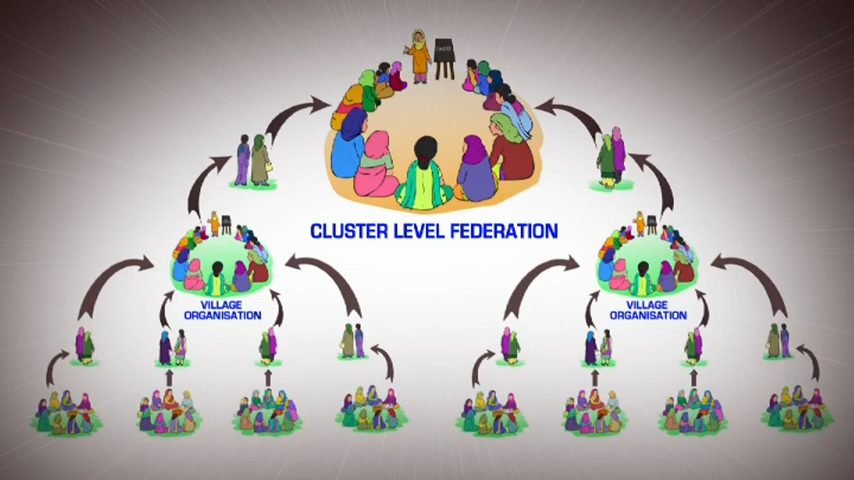 CLUSTER LEVEL FEDERATION
VILLAGE
ORGANISATION
VILLAGE
ORGANISATION